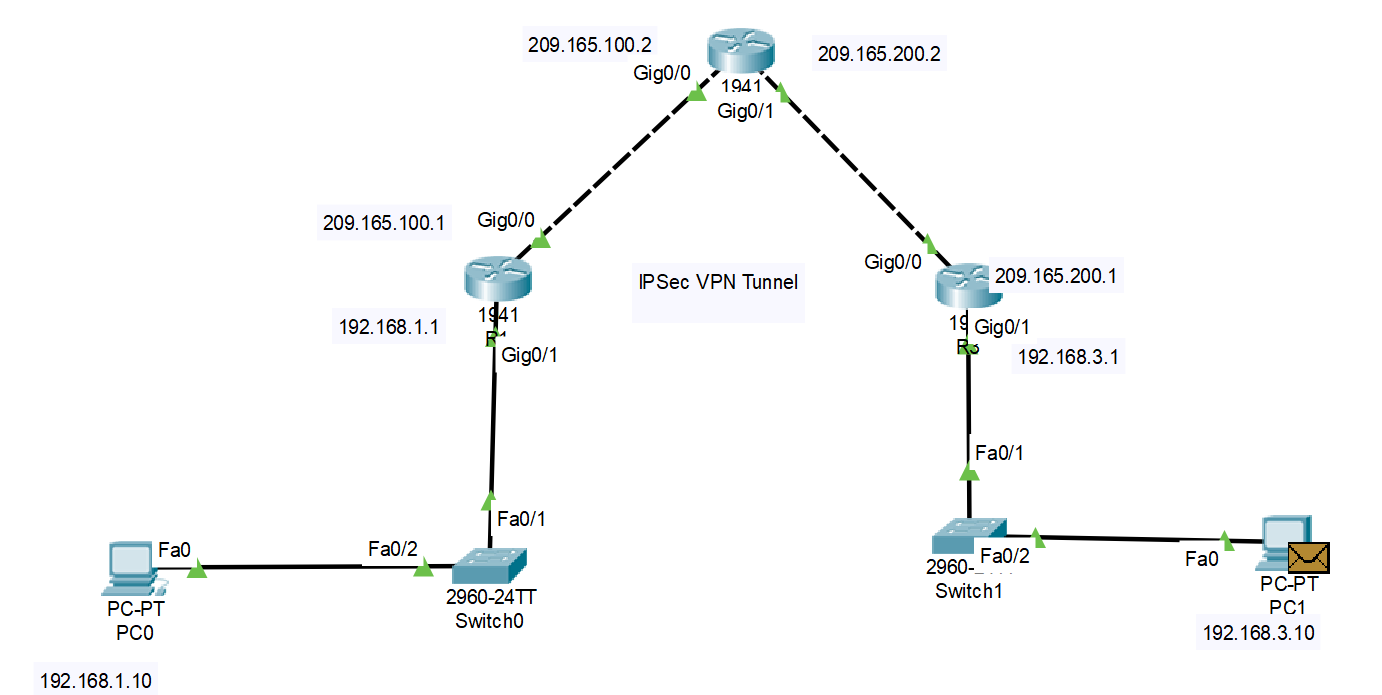 209.165.100.2
209.165.200.2
Gig0/0
1941
Gig0/1
209.165.100.1
Gig0/0
Gig0/0
209.165.200.1
IPSec VPN Tunnel
1941
R1
192.168.1.1
Gig0/1
19
Gig0/1
R3
192.168.3.1
Fa0/1
Fa0/1
Fa0
Fa0/2
Fa0/2
Fa0
2960-24TT
Switch0
Switch1
PC-PT
PC0
PC-PT
PC1
192.168.3.10
192.168.1.10